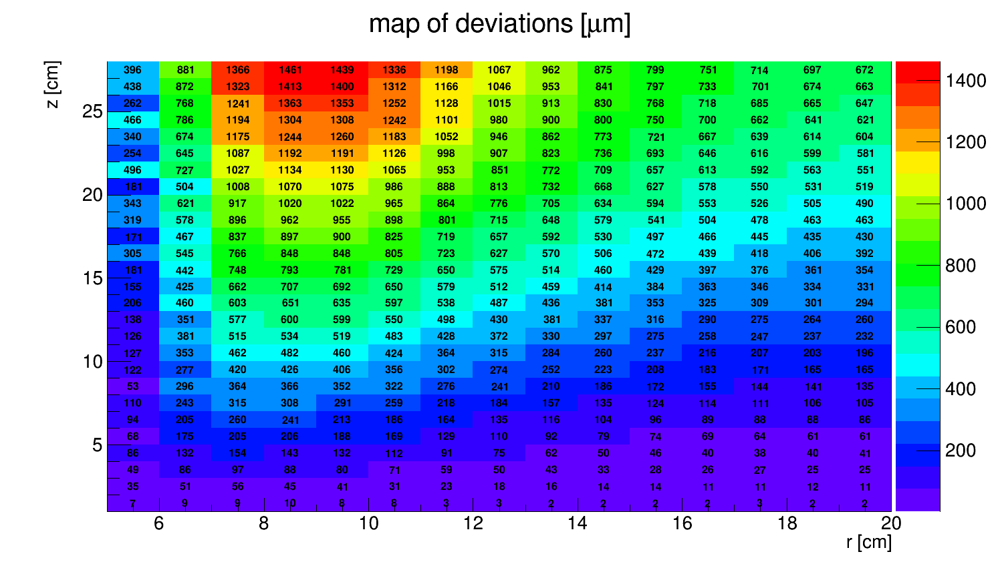 map of deviations [μm]
z [cm]
396 881 1366 1461 1439 1336 1198 1067 962 875 799 751 714 697 672
438 872 1323 1413 1400 1312 1166 1046 953 841 797 733 701 674 663
1400
262 768 1241 1363 1353 1252 1128 1015 913 830 768 718 685 665 647
25
466 786 1194 1304 1308 1242 1101 980 900 800 750 700 662 641 621
340 674 1175 1244 1260 1183 1052 946 862 773 721 667 639 614 604
1200
254 645 1087 1192 1191 1126 998 907 823 736 693 646 616 599 581
496 727 1027 1134 1130 1065 953 851 772 709 657 613 592 563 551
181 504 1008 1070 1075 986 888 813 732 668 627 578 550 531 519
20
343 621 917 1020 1022 965 864 776 705 634 594 553 526 505 490
1000
319 578 896 962 955 898 801 715 648 579 541 504 478 463 463
171 467 837 897 900 825 719 657 592 530 497 466 445 435 430
305 545 766 848 848 805 723 627 570 506 472 439 418 406 392
800
181 442 748 793 781 729 650 575 514 460 429 397 376 361 354
15
155 425 662 707 692 650 579 512 459 414 384 363 346 334 331
206 460 603 651 635 597 538 487 436 381 353 325 309 301 294
138 351 577 600 599 550 498 430 381 337 316 290 275 264 260
600
126 381 515 534 519 483 428 372 330 297 275 258 247 237 232
127 353 462 482 460 424 364 315 284 260 237 216 207 203 196
10
122 277 420 426 406 356 302 274 252 223 208 183 171 165 165
53 296 364 366 352 322 276 241 210 186 172 155 144 141 135
400
110 243 315 308 291 259 218 184 157 135 124 114 111 106 105
94 205 260 241 213 186 164 135 116 104 96 89 88 88 86
68 175 205 206 188 169 129 110 92 79 74 69 64 61 61
5
86 132 154 143 132 112 91 75 62 50 46 40 38 40 41
200
49 86 97 88 80 71 59 50 43 33 28 26 27 25 25
35 51 56 45 41 31 23 18 16 14 14 11 11 12 11
7 9 9 10 8 8 3 3 2 2 2 2 3 2 2
6 8 10 12 14 16 18 20
r [cm]